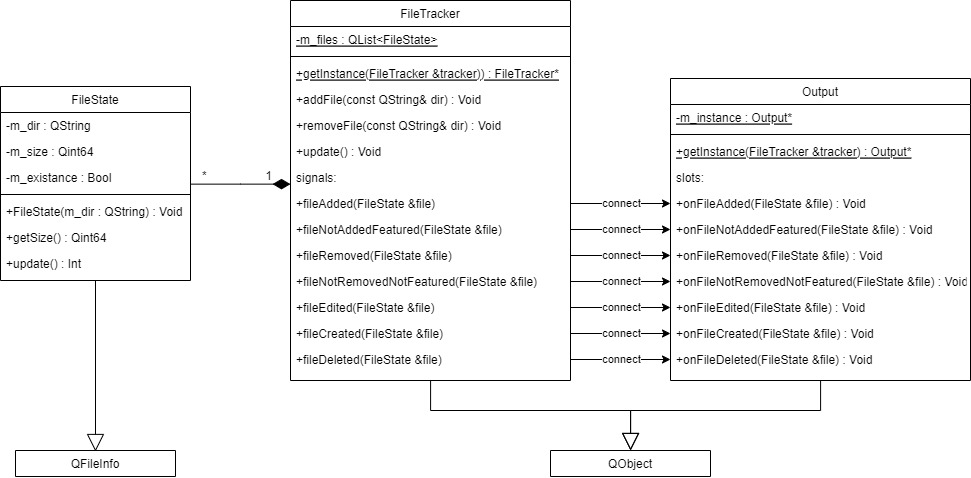 FileTracker
-m_files : QList<FileState>
+getInstance(FileTracker &tracker)) : FileTracker*
+addFile(const QString& dir) : Void
+removeFile(const QString& dir) : Void
+update() : Void
signals:
+fileAdded(FileState &file)
+fileNotAddedFeatured(FileState &file)
+fileRemoved(FileState &file)
+fileNotRemovedNotFeatured(FileState &file)
+fileEdited(FileState &file)
+fileCreated(FileState &file)
+fileDeleted(FileState &file)
FileState
-m_dir : QString
-m_size : Qint64
-m_existance : Bool
+FileState(m_dir : QString) : Void
+getSize() : Qint64
+update() : Int
*
1
connect
connect
connect
connect
connect
connect
connect
Output
-m_instance : Output*
+getInstance(FileTracker &tracker) : Output*
slots:
+onFileAdded(FileState &file) : Void
+onFileNotAddedFeatured(FileState &file) : Void
+onFileRemoved(FileState &file) : Void
+onFileNotRemovedNotFeatured(FileState &file) : Void
+onFileEdited(FileState &file) : Void
+onFileCreated(FileState &file) : Void
+onFileDeleted(FileState &file) : Void
QFileInfo
QObject